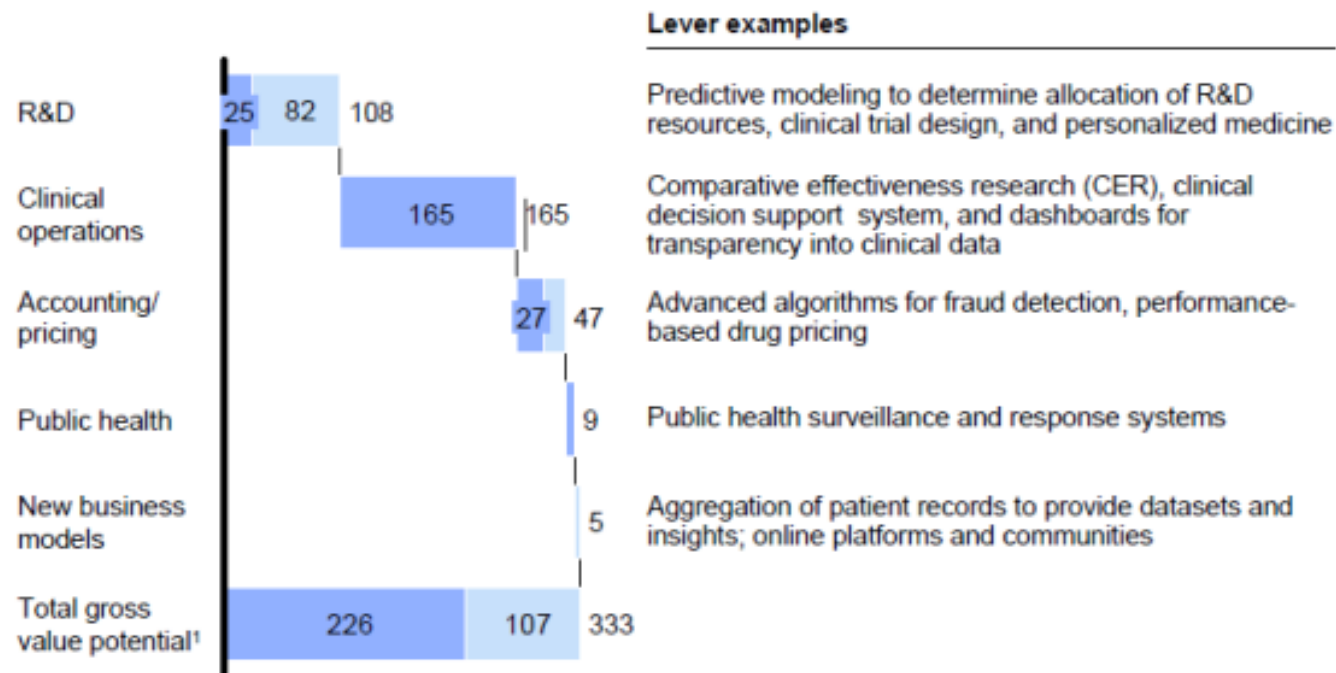 Lever examples
R&D
25 82 108
Predictive modeling to determine allocation of R&D
resources, clinical trial design, and personalized medicine
Clinical
operations
165 165
Comparative effectiveness research (CER), clinical
decision support system, and dashboards for
transparency into clinical data
Accounting/
pricing
27 47
Advanced algorithms for fraud detection, performance-
based drug pricing
Public health
9
Public health surveillance and response systems
New business
models
5
Aggregation of patient records to provide datasets and
insights; online platforms and communities
Total gross
value potential¹
226 107 333